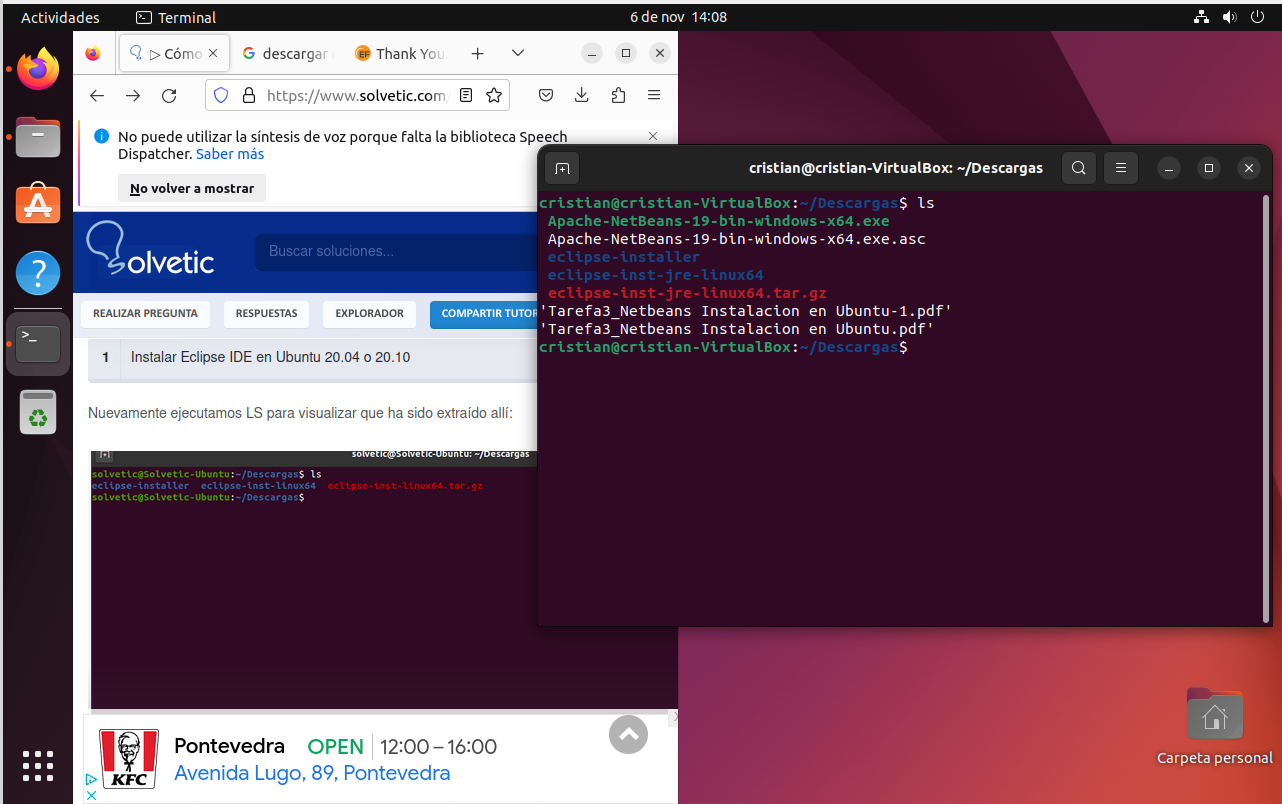 Actividades
Terminal
6 de nov 14:08
▷ Cómo
descargar
Thank You
https://www.solvetic.com/
No puede utilizar la síntesis de voz porque falta la biblioteca Speech
Dispatcher. Saber más
No volver a mostrar
Solvetic
Buscar soluciones...
REALIZAR PREGUNTA
RESPUESTAS
EXPLORADOR
COMPARTIR TUTOR
1 Instalar Eclipse IDE en Ubuntu 20.04 o 20.10
Nuevamente ejecutamos LS para visualizar que ha sido extraído allí:
solvetic@Solvetic-Ubuntu: ~/Descargas
solvetic@Solvetic-Ubuntu:~/Descargas$ ls
eclipse-installer eclipse-inst-linux64 eclipse-inst-linux64.tar.gz
solvetic@Solvetic-Ubuntu:~/Descargas$
KFC
Pontevedra OPEN 12:00 – 16:00
Avenida Lugo, 89, Pontevedra
cristian@cristian-VirtualBox: ~/Descargas
cristian@cristian-VirtualBox:~/Descargas$ ls
Apache-NetBeans-19-bin-windows-x64.exe
Apache-NetBeans-19-bin-windows-x64.exe.asc
eclipse-installer
eclipse-inst-jre-linux64
eclipse-inst-jre-linux64.tar.gz
'Tarefa3_Netbeans Instalacion en Ubuntu-1.pdf'
'Tarefa3_Netbeans Instalacion en Ubuntu.pdf'
cristian@cristian-VirtualBox:~/Descargas$
Carpeta personal